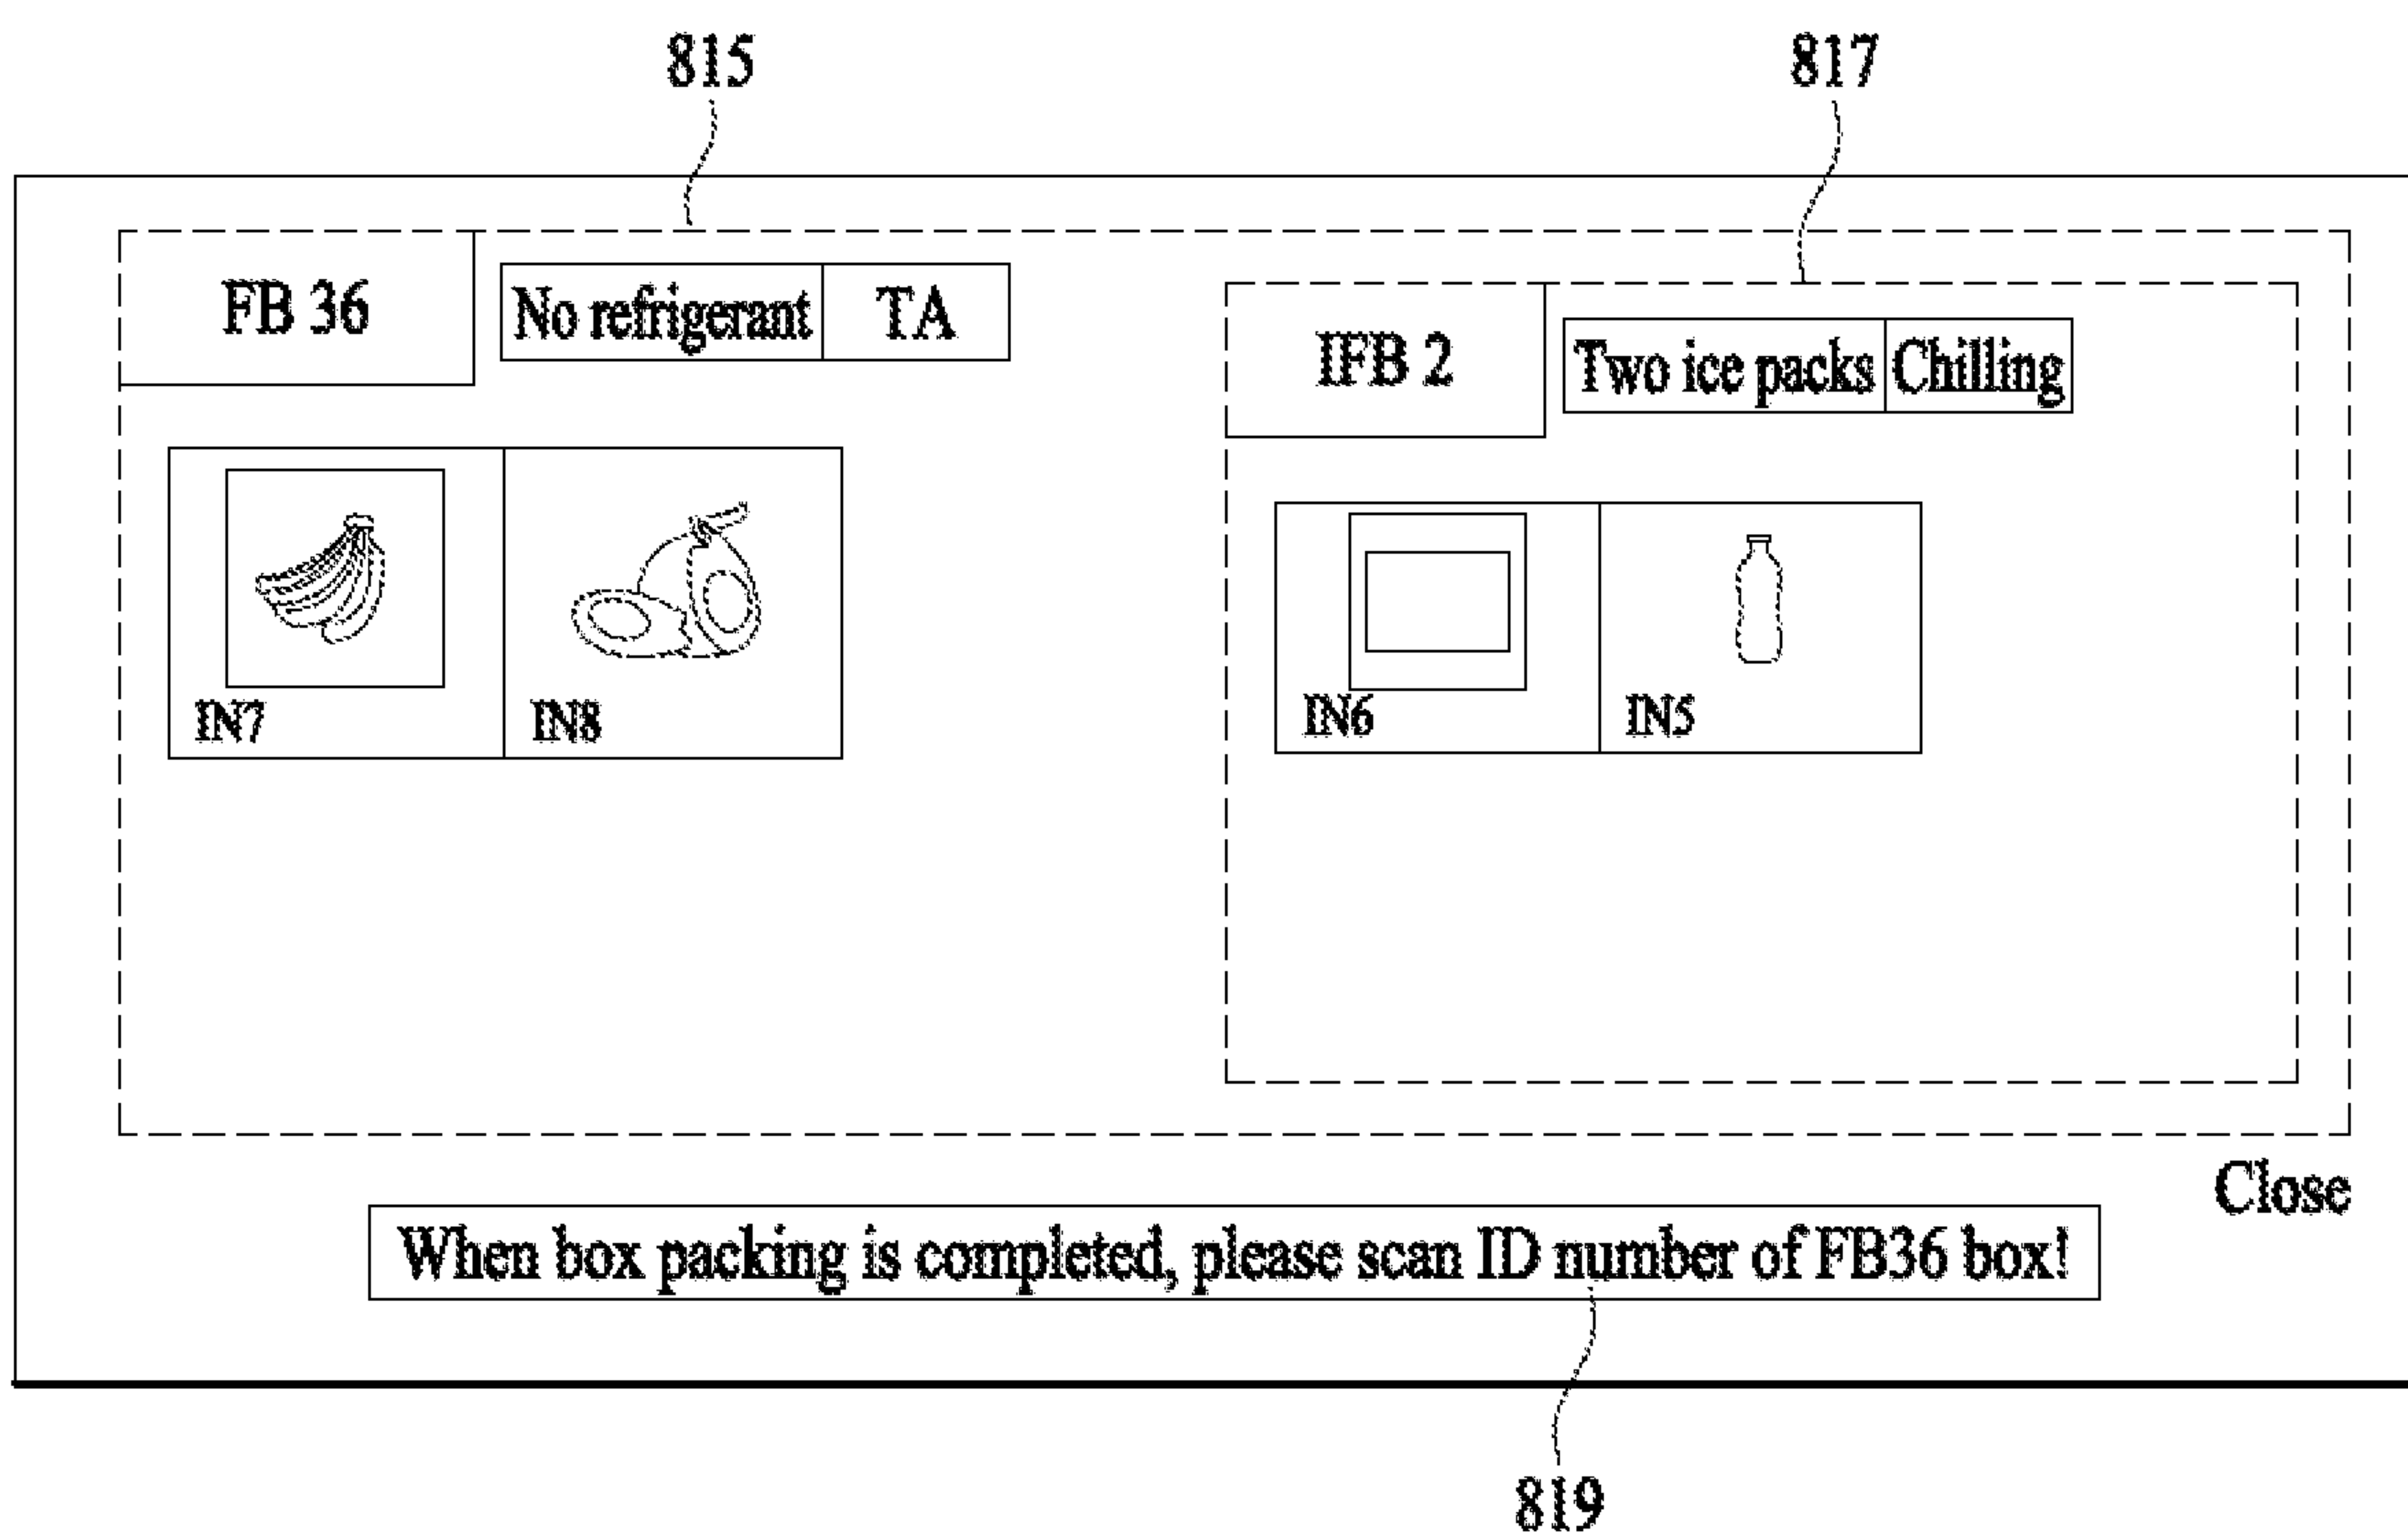 815
817
FB 36
No refrigerant
TA
IFB 2
Two ice packs
Chilling
IN7
IN8
IN6
IN5
Close
When box packing is completed, please scan ID number of FB36 box!
819